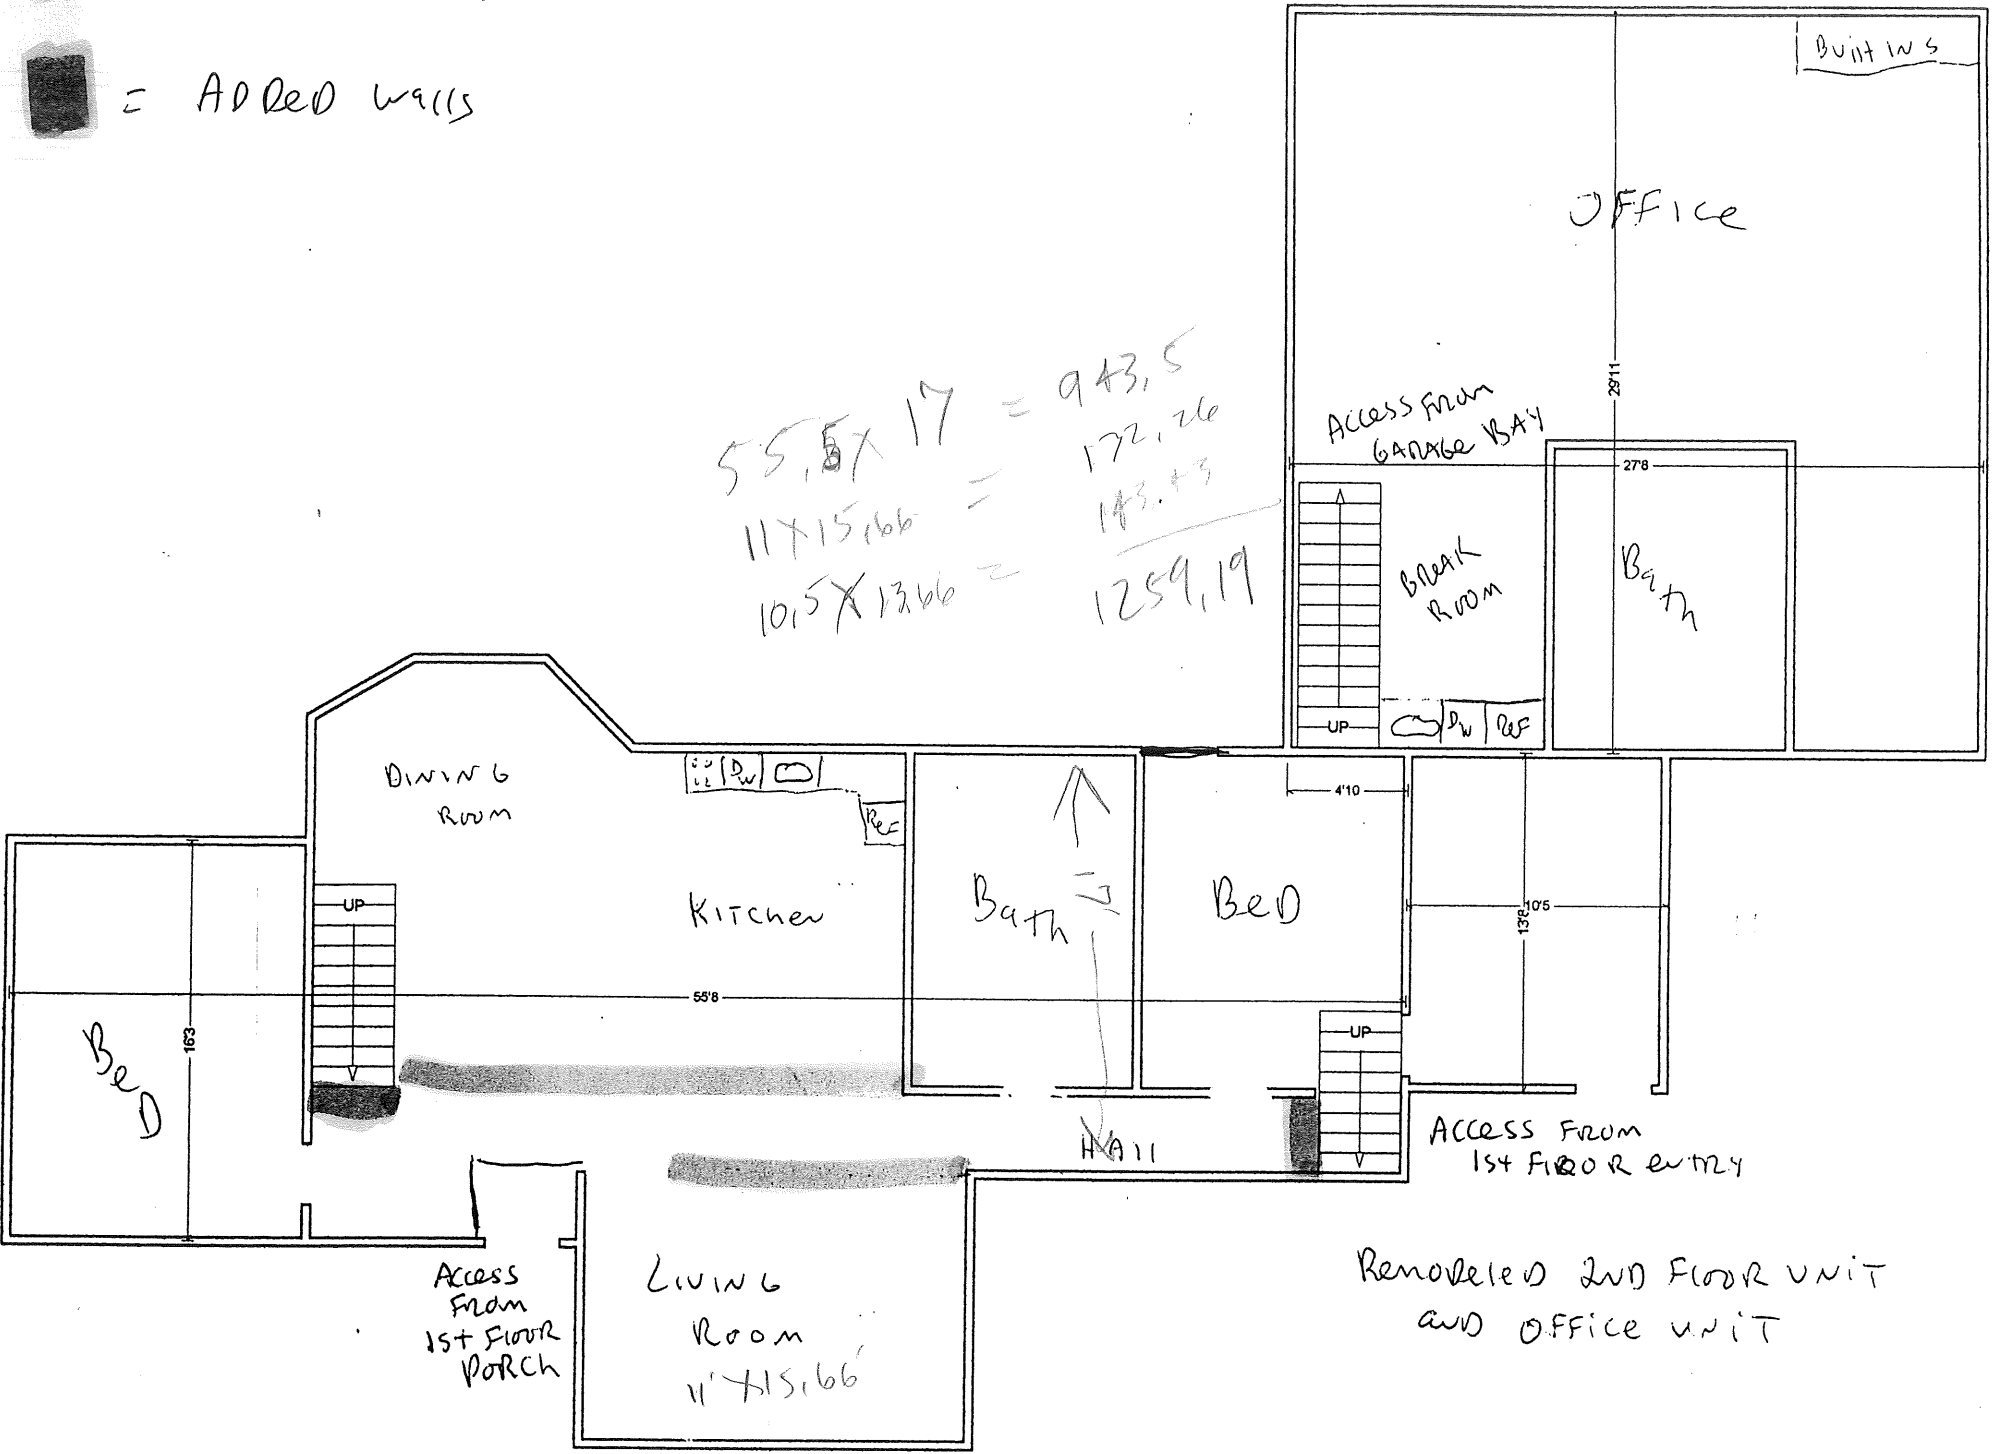 = ADDeD walls
Built INS
OFFice
29'11
55.5 X 17 = 943.5
11 X 15.66 = 172.26
10.5 X 13.66 = 143.43
1259.19
Access From
GARAGe BAY
27'8
BReAK
ROOM
Bath
UP
DW
ReF
DINING
ROOM
DW
ReF
4'10
UP
KITCHen
Bath
17
BeD
13'8
10'5
BeD
16'3
55'8
UP
HAll
Access From
1st Floor entry
Access
From
1st Floor
PORCh
LIVING
ROOM
11' X 15.66'
RemoDeleD 2ND Floor UNiT
AND OFFice UNiT